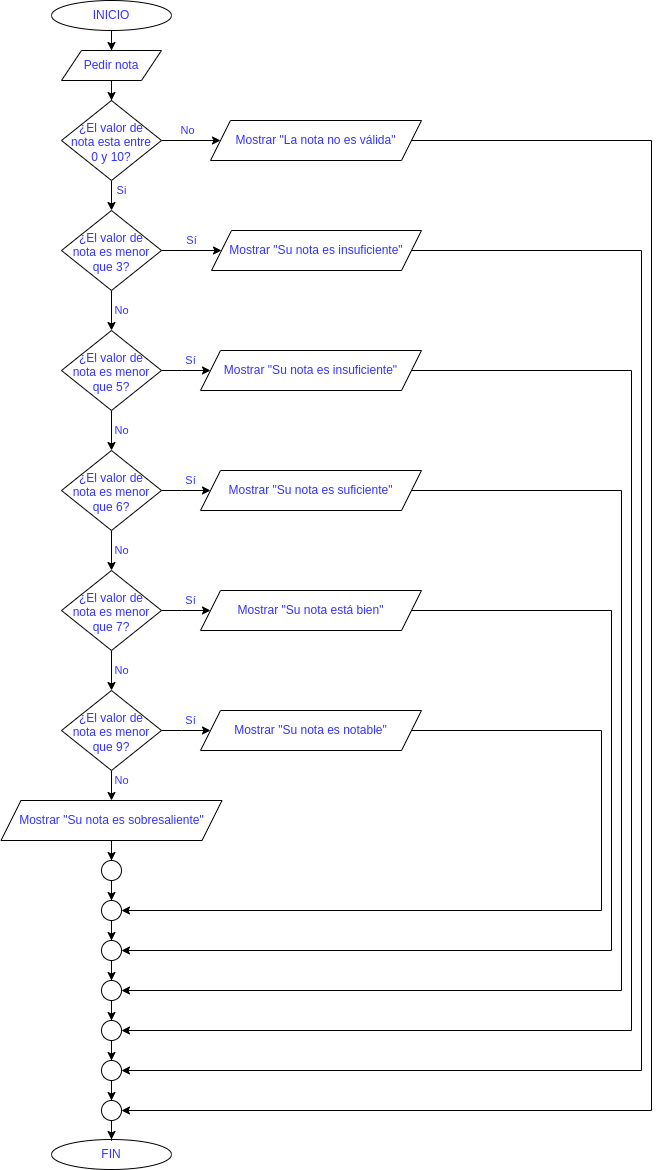 INICIO
Pedir nota
¿El valor de
nota esta entre
0 y 10?
No
Mostrar "La nota no es válida"
Si
¿El valor de
nota es menor
que 3?
Sí
Mostrar "Su nota es insuficiente"
No
¿El valor de
nota es menor
que 5?
Sí
Mostrar "Su nota es insuficiente"
No
¿El valor de
nota es menor
que 6?
Sí
Mostrar "Su nota es suficiente"
No
¿El valor de
nota es menor
que 7?
Sí
Mostrar "Su nota está bien"
No
¿El valor de
nota es menor
que 9?
Sí
Mostrar "Su nota es notable"
No
Mostrar "Su nota es sobresaliente"
FIN